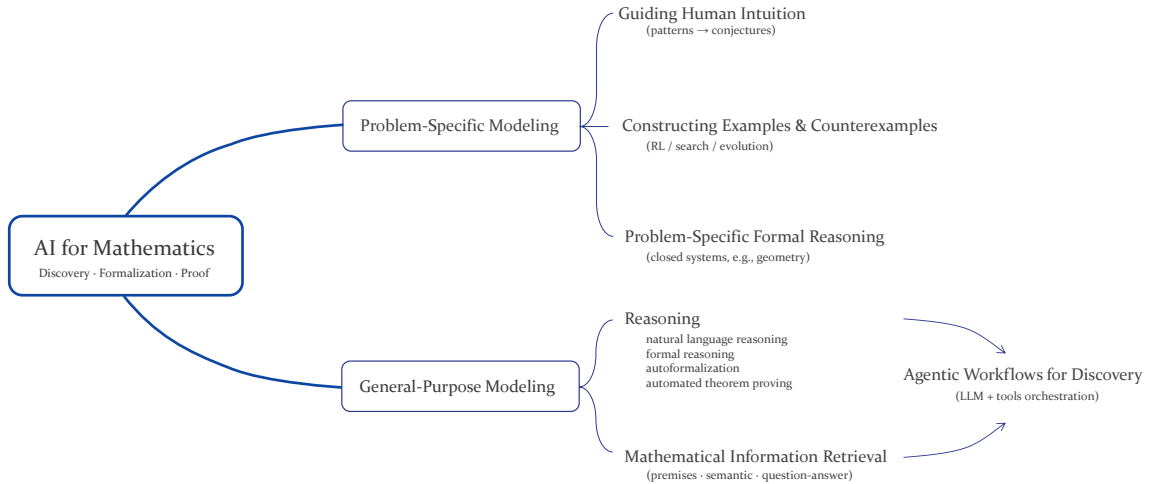 AI for Mathematics
Discovery · Formalization · Proof
Problem-Specific Modeling
Guiding Human Intuition
(patterns → conjectures)
Constructing Examples & Counterexamples
(RL / search / evolution)
Problem-Specific Formal Reasoning
(closed systems, e.g., geometry)
General-Purpose Modeling
Reasoning
natural language reasoning
formal reasoning
autoformalization
automated theorem proving
Mathematical Information Retrieval
(premises · semantic · question-answer)
Agentic Workflows for Discovery
(LLM + tools orchestration)